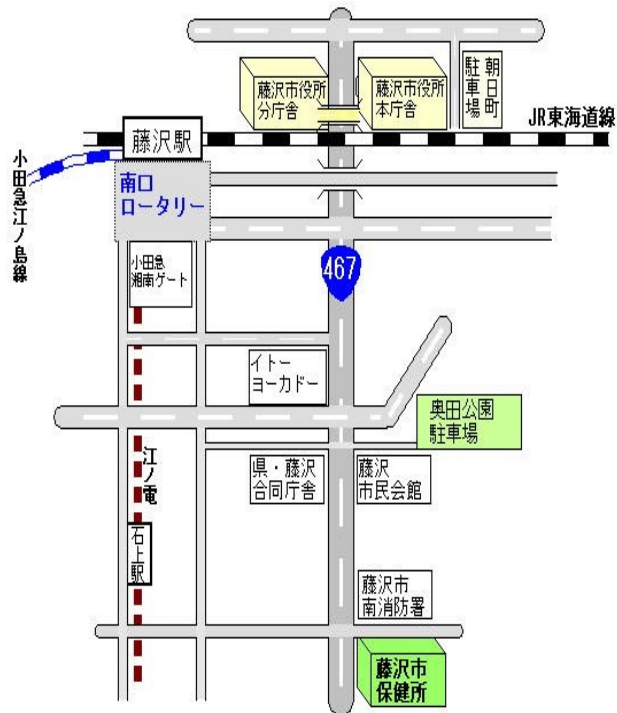 藤沢市役所
分庁舎
藤沢市役所
本庁舎
朝日町
駐車場
JR東海道線
藤沢駅
小田急江ノ島線
南口
ロータリー
小田急
湘南ゲート
467
イトー
ヨーカドー
奥田公園
駐車場
江ノ電
県・藤沢
合同庁舎
藤沢
市民会館
石上駅
藤沢市
南消防署
藤沢市
保健所